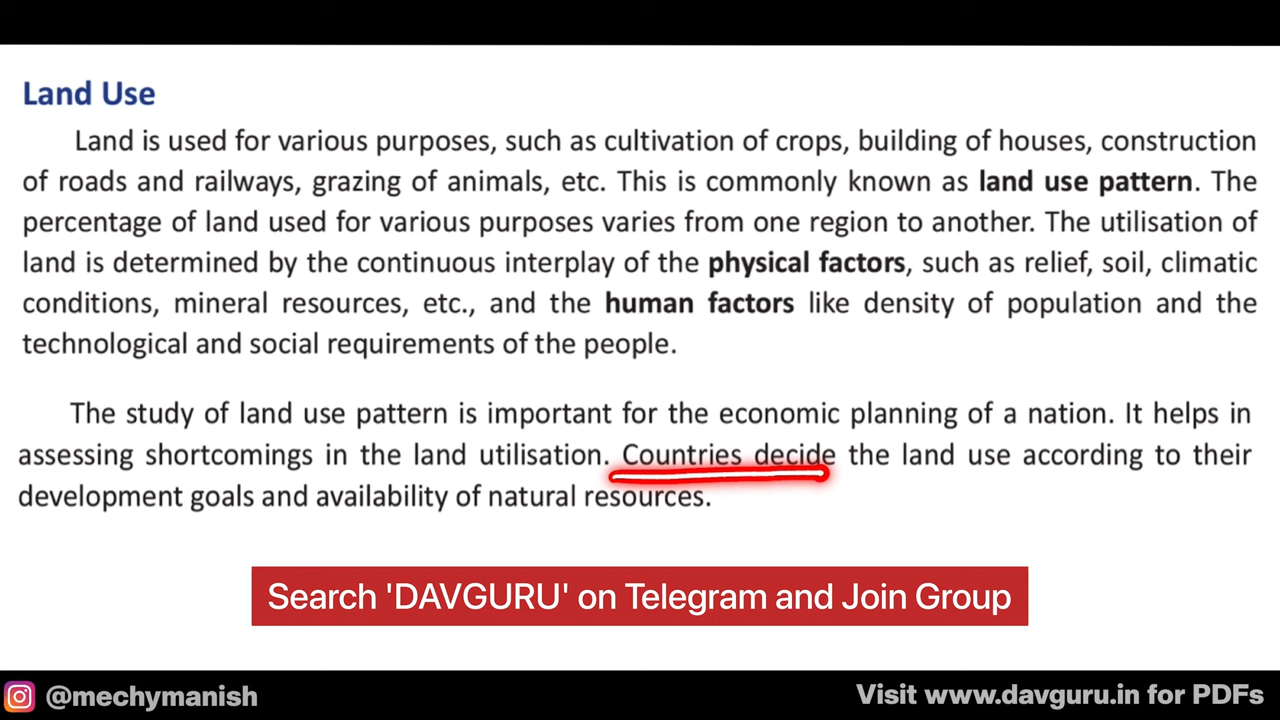 Land Use
Land is used for various purposes, such as cultivation of crops, building of houses, construction
of roads and railways, grazing of animals, etc. This is commonly known as land use pattern. The
percentage of land used for various purposes varies from one region to another. The utilisation of
land is determined by the continuous interplay of the physical factors, such as relief, soil, climatic
conditions, mineral resources, etc., and the human factors like density of population and the
technological and social requirements of the people.
The study of land use pattern is important for the economic planning of a nation. It helps in
assessing shortcomings in the land utilisation. Countries decide the land use according to their
development goals and availability of natural resources.
Search 'DAVGURU' on Telegram and Join Group
@mechymanish
Visit www.davguru.in for PDFs